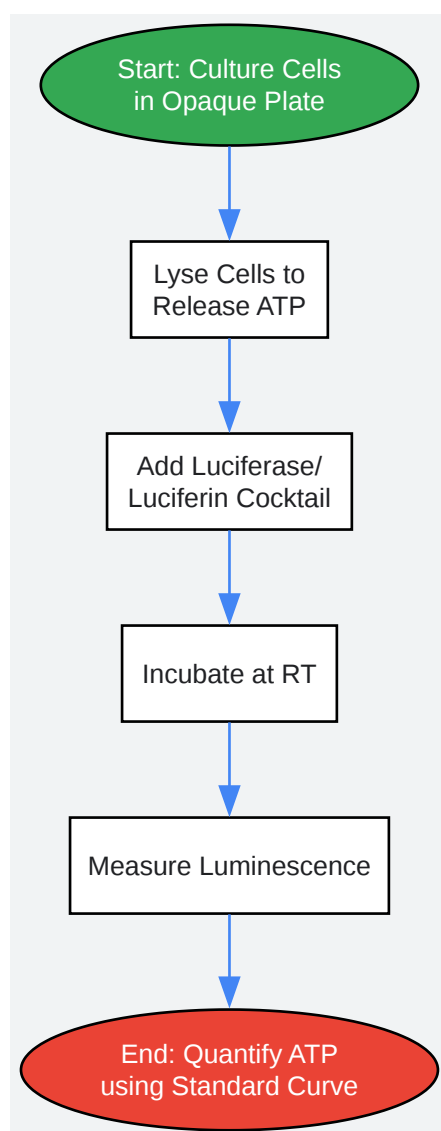 Start: Culture Cells
in Opaque Plate
Lyse Cells to
Release ATP
Add Luciferase/
Luciferin Cocktail
Incubate at RT
Measure Luminescence
End: Quantify ATP
using Standard Curve